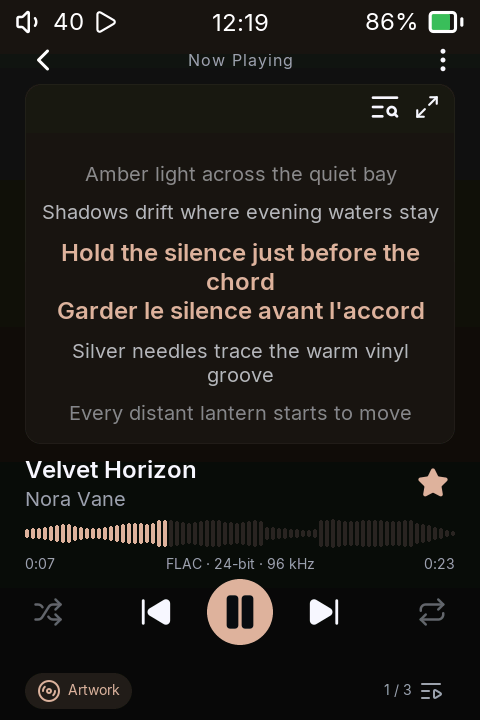 40 12:19 86%
Now Playing
Amber light across the quiet bay
Shadows drift where evening waters stay
Hold the silence just before the
chord
Garder le silence avant l'accord
Silver needles trace the warm vinyl
groove
Every distant lantern starts to move
Velvet Horizon
Nora Vane
0:07 FLAC · 24-bit · 96 kHz 0:23
Artwork 1 / 3